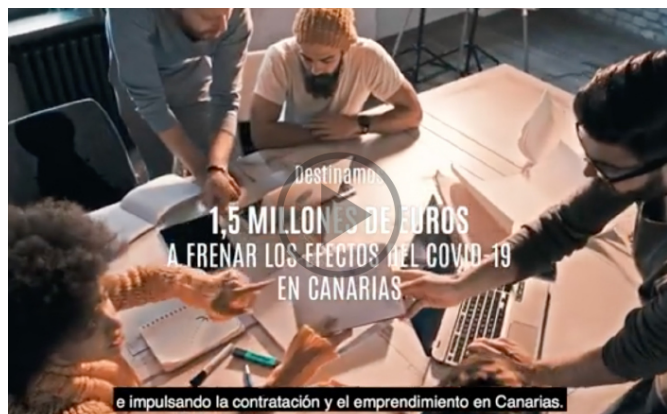 Destinamos
1,5 MILLONES DE EUROS
A FRENAR LOS EFECTOS DEL COVID-19
EN CANARIAS
e impulsando la contratación y el emprendimiento en Canarias.